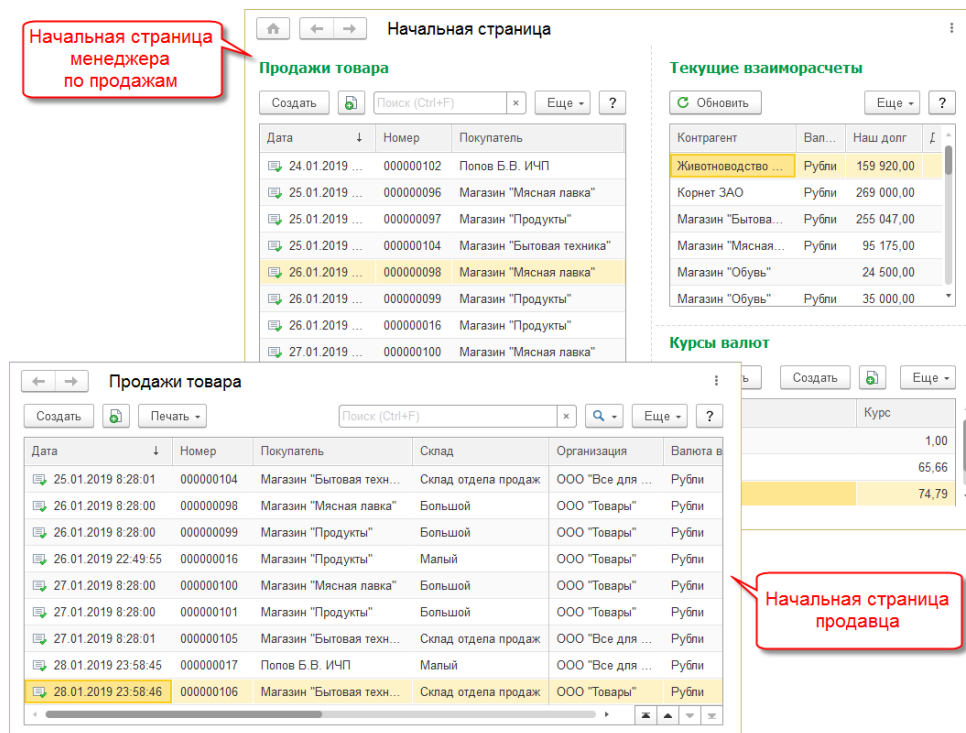 Начальная страница
менеджера
по продажам
Начальная страница
Продажи товара
Создать Поиск (Ctrl+F) × Еще ?
Дата ↓ Номер Покупатель
24.01.2019 ... 000000102 Попов Б.В. ИЧП
25.01.2019 ... 000000096 Магазин "Мясная лавка"
25.01.2019 ... 000000097 Магазин "Продукты"
25.01.2019 ... 000000104 Магазин "Бытовая техника"
26.01.2019 ... 000000098 Магазин "Мясная лавка"
26.01.2019 ... 000000099 Магазин "Продукты"
26.01.2019 ... 000000016 Магазин "Продукты"
27.01.2019 ... 000000100 Магазин "Мясная лавка"
Текущие взаиморасчеты
Обновить Еще ?
Контрагент Вал... Наш долг
Животноводство ... Рубли 159 920,00
Корнет ЗАО Рубли 269 000,00
Магазин "Бытова... Рубли 255 047,00
Магазин "Мясная... Рубли 95 175,00
Магазин "Обувь" 24 500,00
Магазин "Обувь" Рубли 35 000,00
Курсы валют
ь Создать Еще
Курс
1,00
65,66
74,79
Продажи товара
Создать Печать Поиск (Ctrl+F) × Еще ?
Дата ↓ Номер Покупатель Склад Организация Валюта в
25.01.2019 8:28:01 000000104 Магазин "Бытовая техн... Склад отдела продаж ООО "Все для ... Рубли
26.01.2019 8:28:00 000000098 Магазин "Мясная лавка" Большой ООО "Товары" Рубли
26.01.2019 8:28:00 000000099 Магазин "Продукты" Большой ООО "Товары" Рубли
26.01.2019 22:49:55 000000016 Магазин "Продукты" Малый ООО "Товары" Рубли
27.01.2019 8:28:00 000000100 Магазин "Мясная лавка" Большой ООО "Товары" Рубли
27.01.2019 8:28:00 000000101 Магазин "Продукты" Большой ООО "Товары" Рубли
27.01.2019 8:28:01 000000105 Магазин "Бытовая техн... Склад отдела продаж ООО "Все для ... Рубли
28.01.2019 23:58:45 000000017 Попов Б.В. ИЧП Малый ООО "Все для ... Рубли
28.01.2019 23:58:46 000000106 Магазин "Бытовая техн... Склад отдела продаж ООО "Товары" Рубли
Начальная страница
продавца